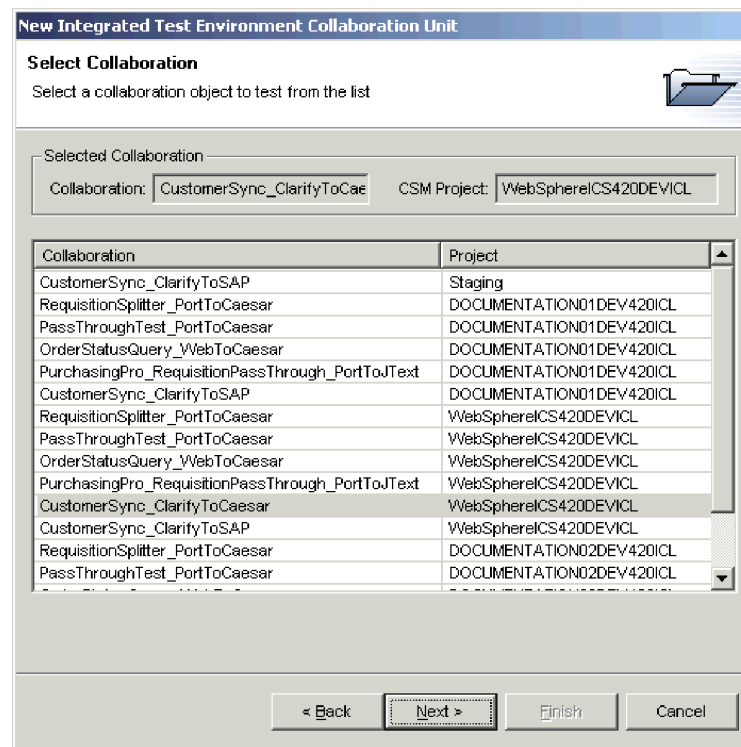 New Integrated Test Environment Collaboration Unit
Select Collaboration
Select a collaboration object to test from the list
Selected Collaboration
Collaboration: CustomerSync_ClarifyToCae CSM Project: WebSphereICS420DEVICL
Collaboration Project
CustomerSync_ClarifyToSAP Staging
RequisitionSplitter_PortToCaesar DOCUMENTATION01DEV420ICL
PassThroughTest_PortToCaesar DOCUMENTATION01DEV420ICL
OrderStatusQuery_WebToCaesar DOCUMENTATION01DEV420ICL
PurchasingPro_RequisitionPassThrough_PortToJText DOCUMENTATION01DEV420ICL
CustomerSync_ClarifyToSAP DOCUMENTATION01DEV420ICL
RequisitionSplitter_PortToCaesar WebSphereICS420DEVICL
PassThroughTest_PortToCaesar WebSphereICS420DEVICL
OrderStatusQuery_WebToCaesar WebSphereICS420DEVICL
PurchasingPro_RequisitionPassThrough_PortToJText WebSphereICS420DEVICL
CustomerSync_ClarifyToCaesar WebSphereICS420DEVICL
CustomerSync_ClarifyToSAP WebSphereICS420DEVICL
RequisitionSplitter_PortToCaesar DOCUMENTATION02DEV420ICL
PassThroughTest_PortToCaesar DOCUMENTATION02DEV420ICL
< Back Next > Finish Cancel